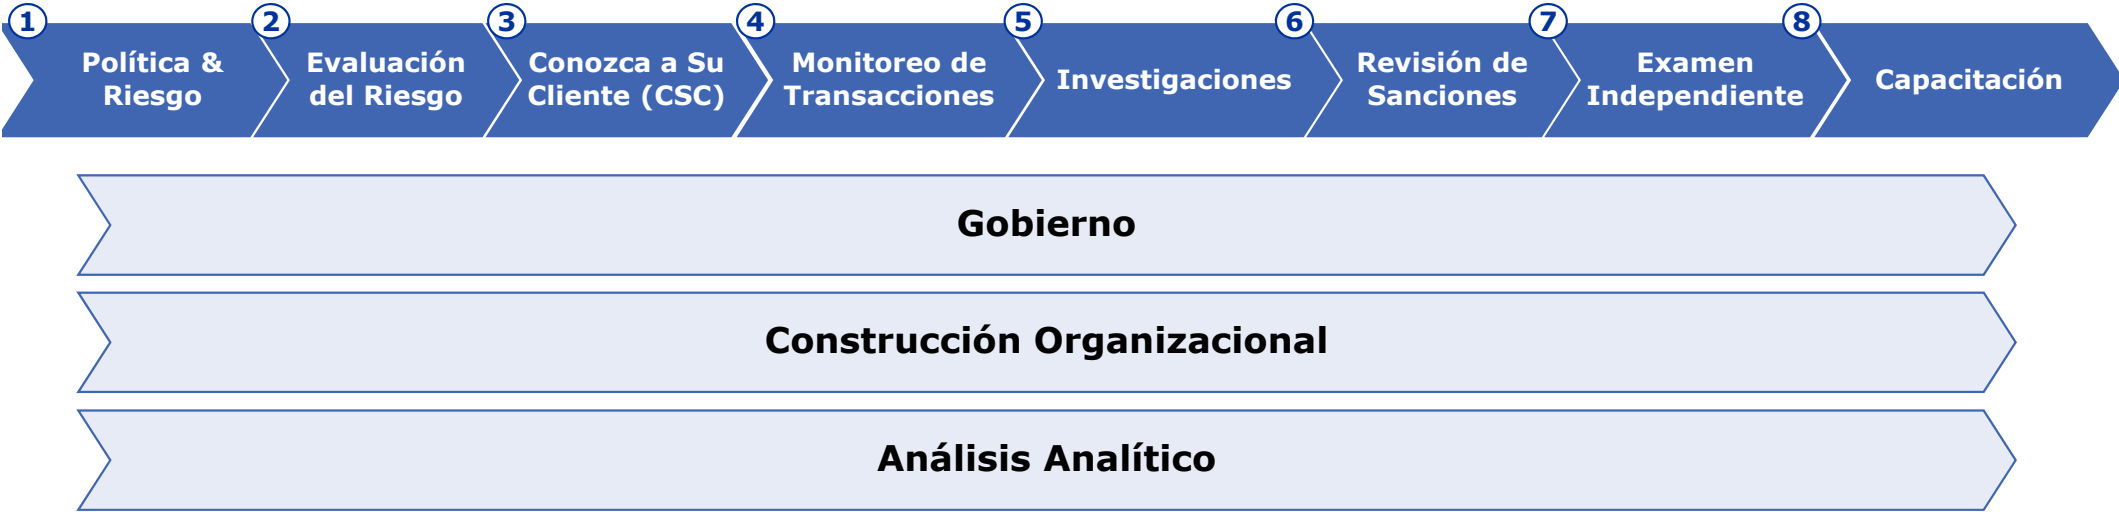 1
Política &
Riesgo
2
Evaluación
del Riesgo
3
Conozca a Su
Cliente (CSC)
4
Monitoreo de
Transacciones
5
Investigaciones
6
Revisión de
Sanciones
7
Examen
Independiente
8
Capacitación
Gobierno
Construcción Organizacional
Análisis Analítico